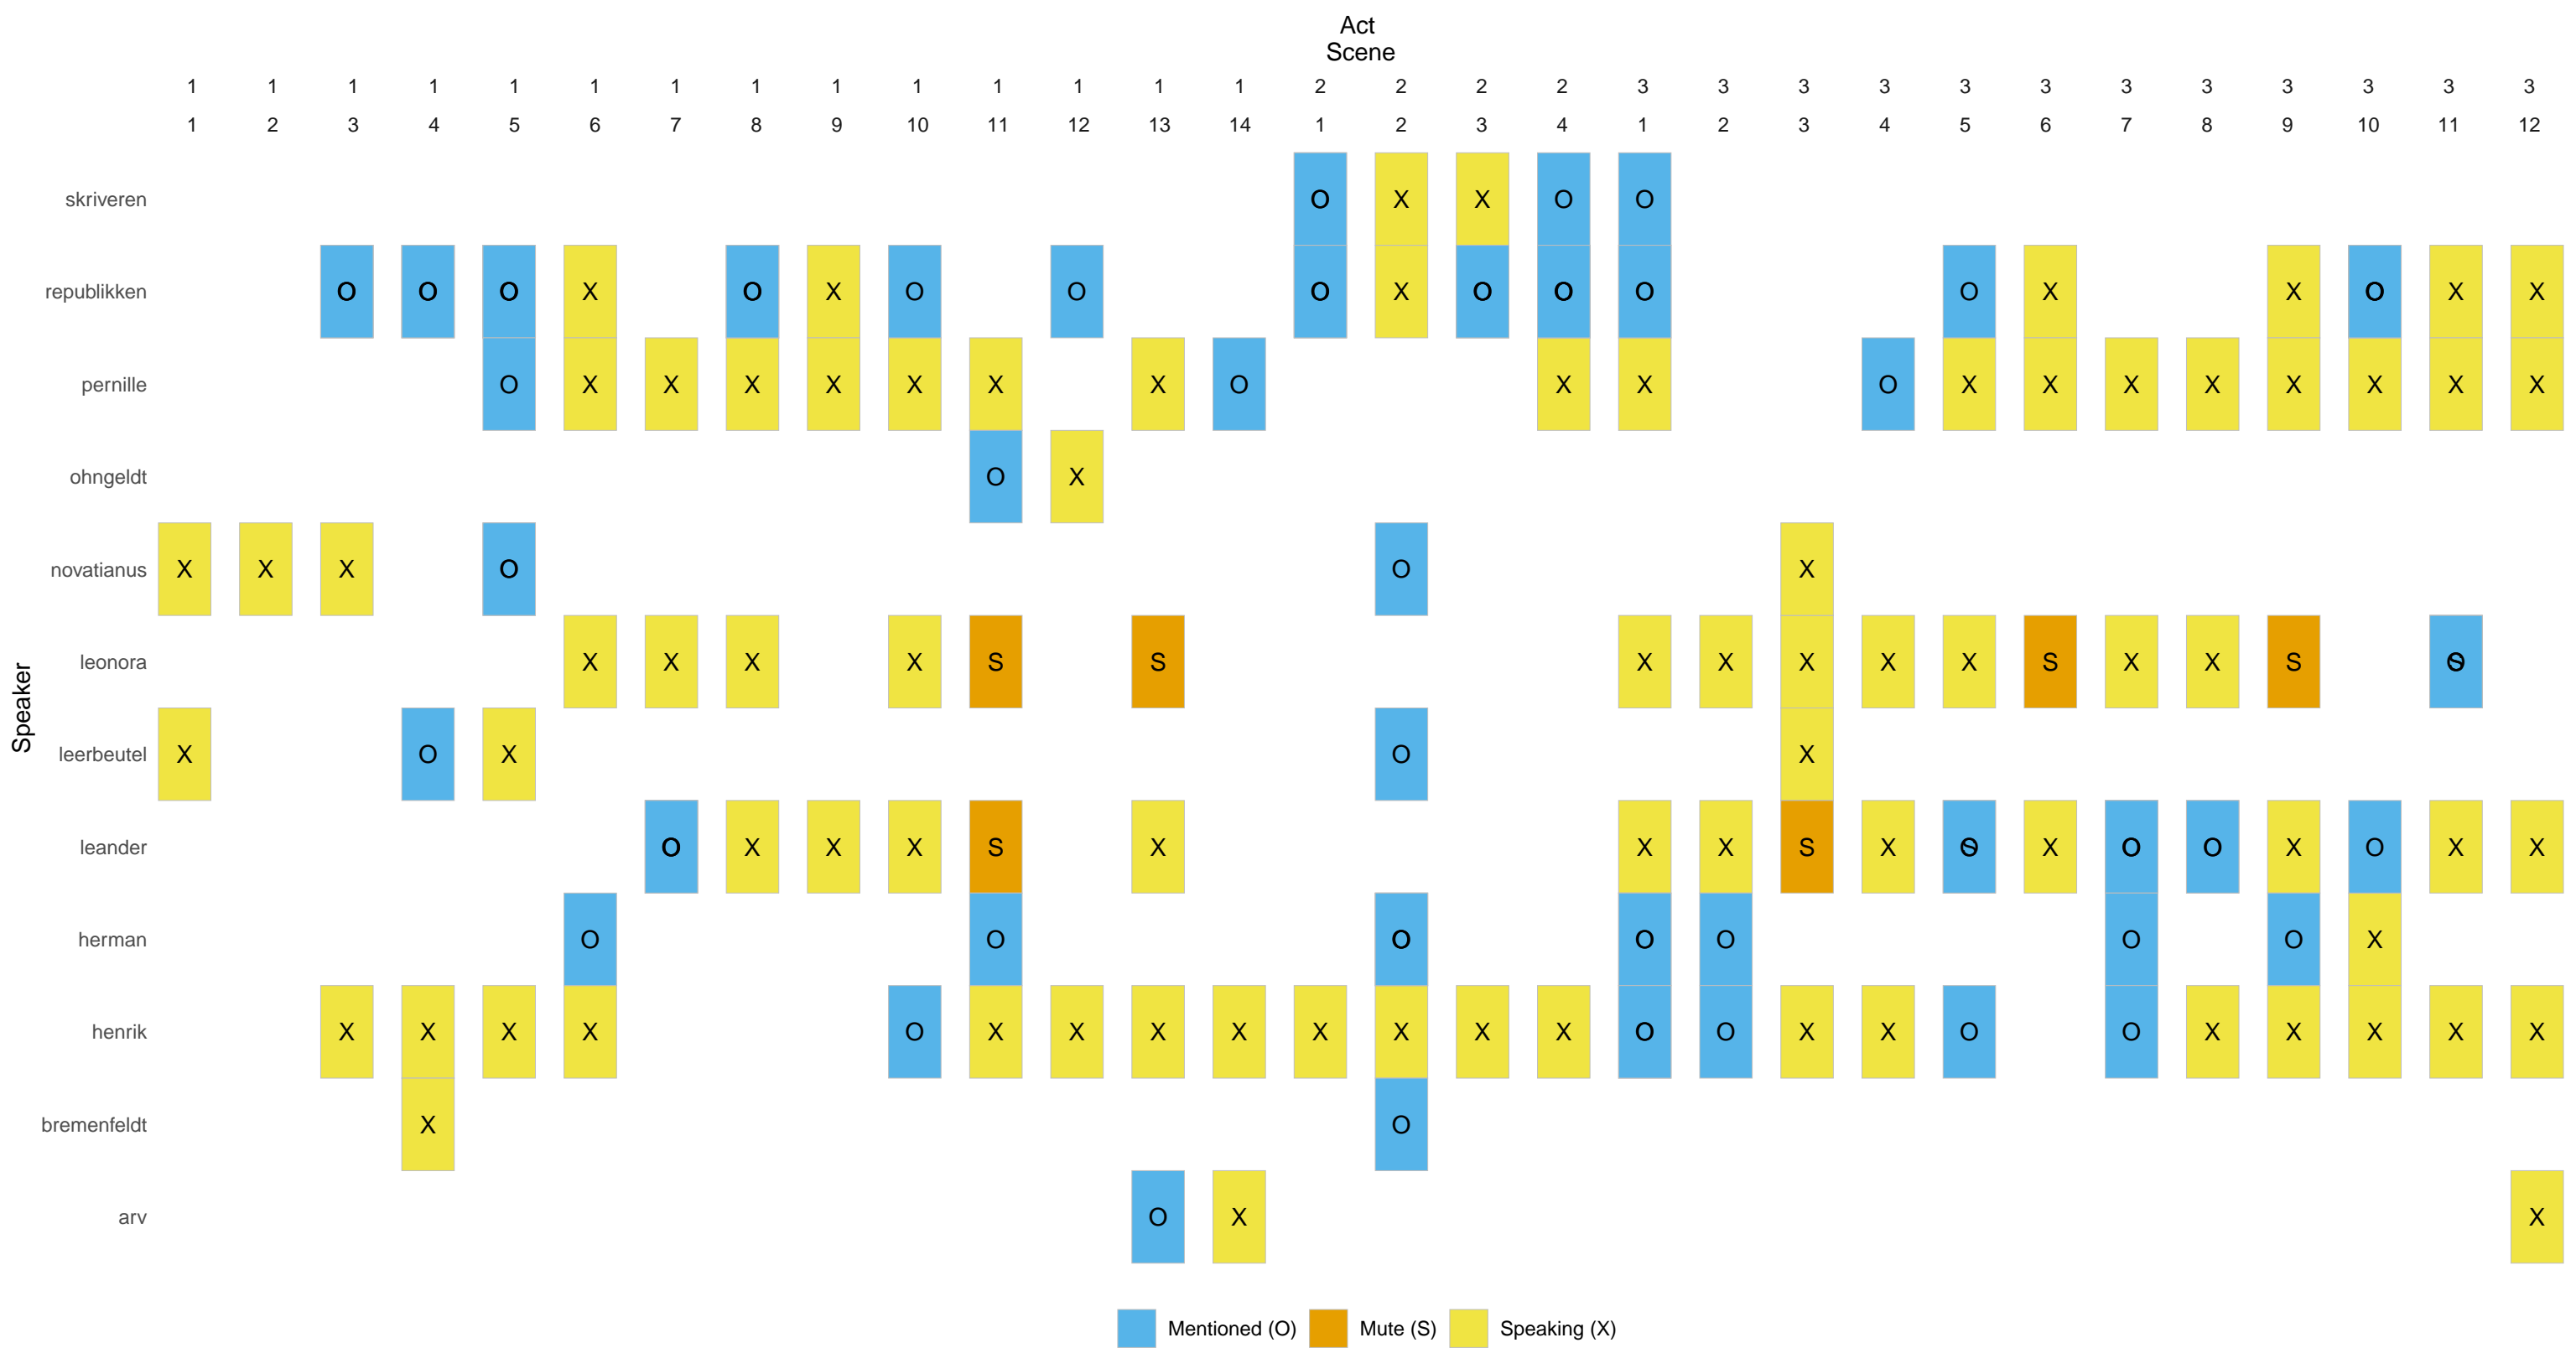 Act
Scene
1 1 1 1 1 1 1 1 1 1 1 1 1 1 2 2 2 2 3 3 3 3 3 3 3 3 3 3 3 3
1 2 3 4 5 6 7 8 9 10 11 12 13 14 1 2 3 4 1 2 3 4 5 6 7 8 9 10 11 12
skriveren O X X O O
republikken O O O X O X O O O X O O O O X X O X X
pernille O X X X X X X X O X X O X X X X X X X X
ohngeldt O X
novatianus X X X O O X
leonora X X X X S S X X X X X S X X S O
leerbeutel X O X O X
leander O X X X S X X X S X O X O O X O X X
herman O O O O O O O X
henrik X X X X O X X X X X X X X O O X X O O X X X X X
bremenfeldt X O
arv O X X
Speaker
Mentioned (O) Mute (S) Speaking (X)